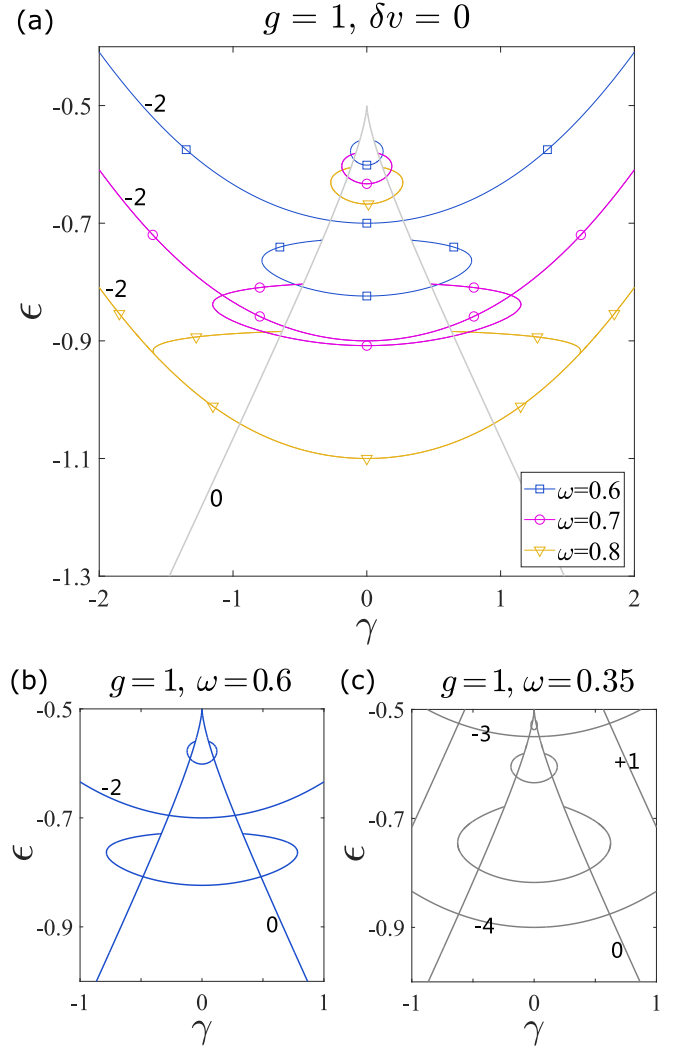 (a)
g = 1, δv = 0
-2
-2
-2
0
-0.5
-0.7
-0.9
-1.1
-1.3
ϵ
-2
-1
0
1
2
γ
ω=0.6
ω=0.7
ω=0.8
(b)
g = 1, ω = 0.6
-0.5
-0.7
-0.9
ϵ
-2
0
-1
0
1
γ
(c)
g = 1, ω = 0.35
-0.5
-0.7
-0.9
ϵ
-3
+1
-4
0
-1
0
1
γ